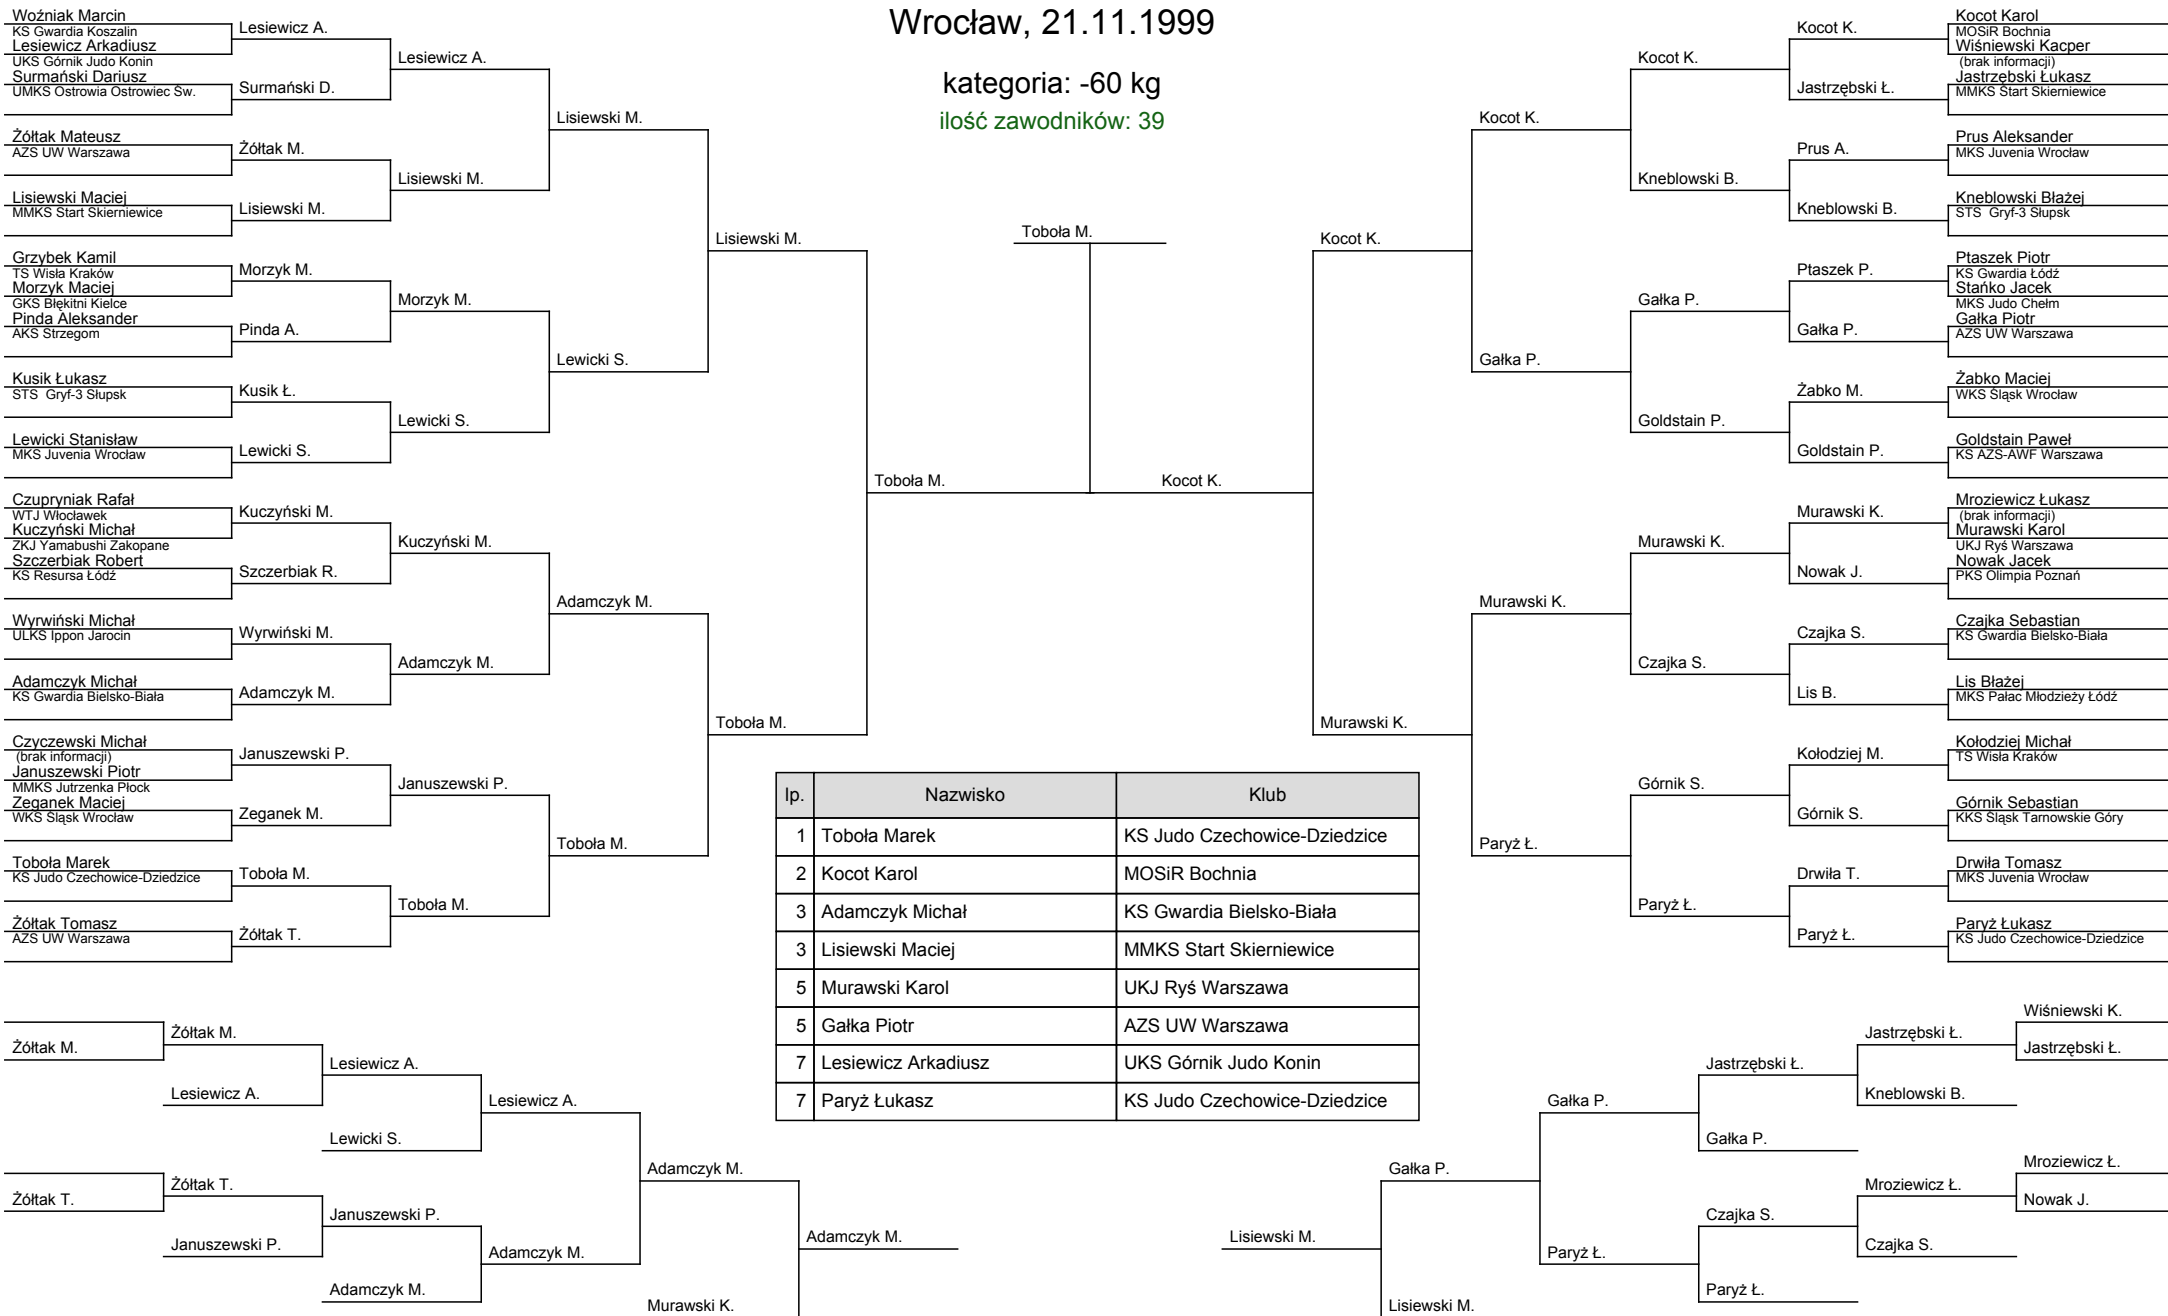 Wrocław, 21.11.1999
kategoria: -60 kg
ilość zawodników: 39
Woźniak Marcin
KS Gwardia Koszalin
Lesiewicz Arkadiusz
UKS Górnik Judo Konin
Surmański Dariusz
UMKS Ostrowia Ostrowiec Św.
Żółtak Mateusz
AZS UW Warszawa
Lisiewski Maciej
MMKS Start Skierniewice
Grzybek Kamil
TS Wisła Kraków
Morzyk Maciej
GKS Błękitni Kielce
Pinda Aleksander
AKS Strzegom
Kusik Łukasz
STS Gryf-3 Słupsk
Lewicki Stanisław
MKS Juvenia Wrocław
Czupryniak Rafał
WTJ Włocławek
Kuczyński Michał
ZKJ Yamabushi Zakopane
Szczerbiak Robert
KS Resursa Łódź
Wyrwiński Michał
ULKS Ippon Jarocin
Adamczyk Michał
KS Gwardia Bielsko-Biała
Czyczewski Michał
(brak informacji)
Januszewski Piotr
MMKS Jutrzenka Płock
Zeganek Maciej
WKS Śląsk Wrocław
Toboła Marek
KS Judo Czechowice-Dziedzice
Żółtak Tomasz
AZS UW Warszawa
Lesiewicz A.
Surmański D.
Żółtak M.
Lisiewski M.
Morzyk M.
Pinda A.
Kusik Ł.
Lewicki S.
Kuczyński M.
Szczerbiak R.
Wyrwiński M.
Adamczyk M.
Januszewski P.
Zeganek M.
Toboła M.
Żółtak T.
Lesiewicz A.
Lisiewski M.
Morzyk M.
Lewicki S.
Kuczyński M.
Adamczyk M.
Januszewski P.
Toboła M.
Lisiewski M.
Lewicki S.
Adamczyk M.
Toboła M.
Lisiewski M.
Toboła M.
Toboła M.
Toboła M.
Kocot K.
Kocot K.
Murawski K.
Kocot K.
Gałka P.
Murawski K.
Paryż Ł.
Kocot K.
Kneblowski B.
Gałka P.
Goldstain P.
Murawski K.
Czajka S.
Górnik S.
Paryż Ł.
Kocot K.
Jastrzębski Ł.
Prus A.
Kneblowski B.
Ptaszek P.
Gałka P.
Żabko M.
Goldstain P.
Murawski K.
Nowak J.
Czajka S.
Lis B.
Kołodziej M.
Górnik S.
Drwiła T.
Paryż Ł.
Kocot Karol
MOSiR Bochnia
Wiśniewski Kacper
(brak informacji)
Jastrzębski Łukasz
MMKS Start Skierniewice
Prus Aleksander
MKS Juvenia Wrocław
Kneblowski Błażej
STS Gryf-3 Słupsk
Ptaszek Piotr
KS Gwardia Łódź
Stańko Jacek
MKS Judo Chełm
Gałka Piotr
AZS UW Warszawa
Żabko Maciej
WKS Śląsk Wrocław
Goldstain Paweł
KS AZS-AWF Warszawa
Mroziewicz Łukasz
(brak informacji)
Murawski Karol
UKJ Ryś Warszawa
Nowak Jacek
PKS Olimpia Poznań
Czajka Sebastian
KS Gwardia Bielsko-Biała
Lis Błażej
MKS Pałac Młodzieży Łódź
Kołodziej Michał
TS Wisła Kraków
Górnik Sebastian
KKS Śląsk Tarnowskie Góry
Drwiła Tomasz
MKS Juvenia Wrocław
Paryż Łukasz
KS Judo Czechowice-Dziedzice
lp. Nazwisko Klub
1 Toboła Marek KS Judo Czechowice-Dziedzice
2 Kocot Karol MOSiR Bochnia
3 Adamczyk Michał KS Gwardia Bielsko-Biała
3 Lisiewski Maciej MMKS Start Skierniewice
5 Murawski Karol UKJ Ryś Warszawa
5 Gałka Piotr AZS UW Warszawa
7 Lesiewicz Arkadiusz UKS Górnik Judo Konin
7 Paryż Łukasz KS Judo Czechowice-Dziedzice
Żółtak M.
Żółtak T.
Żółtak M.
Lesiewicz A.
Żółtak T.
Januszewski P.
Lesiewicz A.
Lewicki S.
Januszewski P.
Adamczyk M.
Lesiewicz A.
Adamczyk M.
Adamczyk M.
Murawski K.
Adamczyk M.
Lisiewski M.
Gałka P.
Lisiewski M.
Gałka P.
Paryż Ł.
Jastrzębski Ł.
Gałka P.
Czajka S.
Paryż Ł.
Jastrzębski Ł.
Kneblowski B.
Mroziewicz Ł.
Czajka S.
Wiśniewski K.
Jastrzębski Ł.
Mroziewicz Ł.
Nowak J.